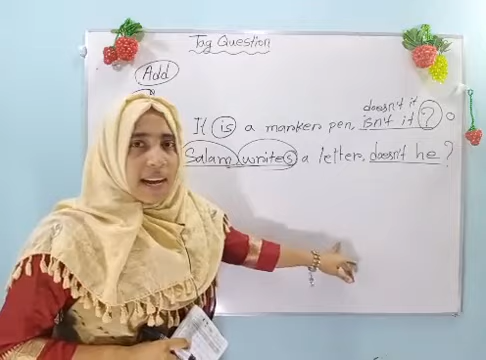 Tag Question
Add
doesn't it
It is a marker pen, isn't it ?
Salam writes a letter, doesn't he ?